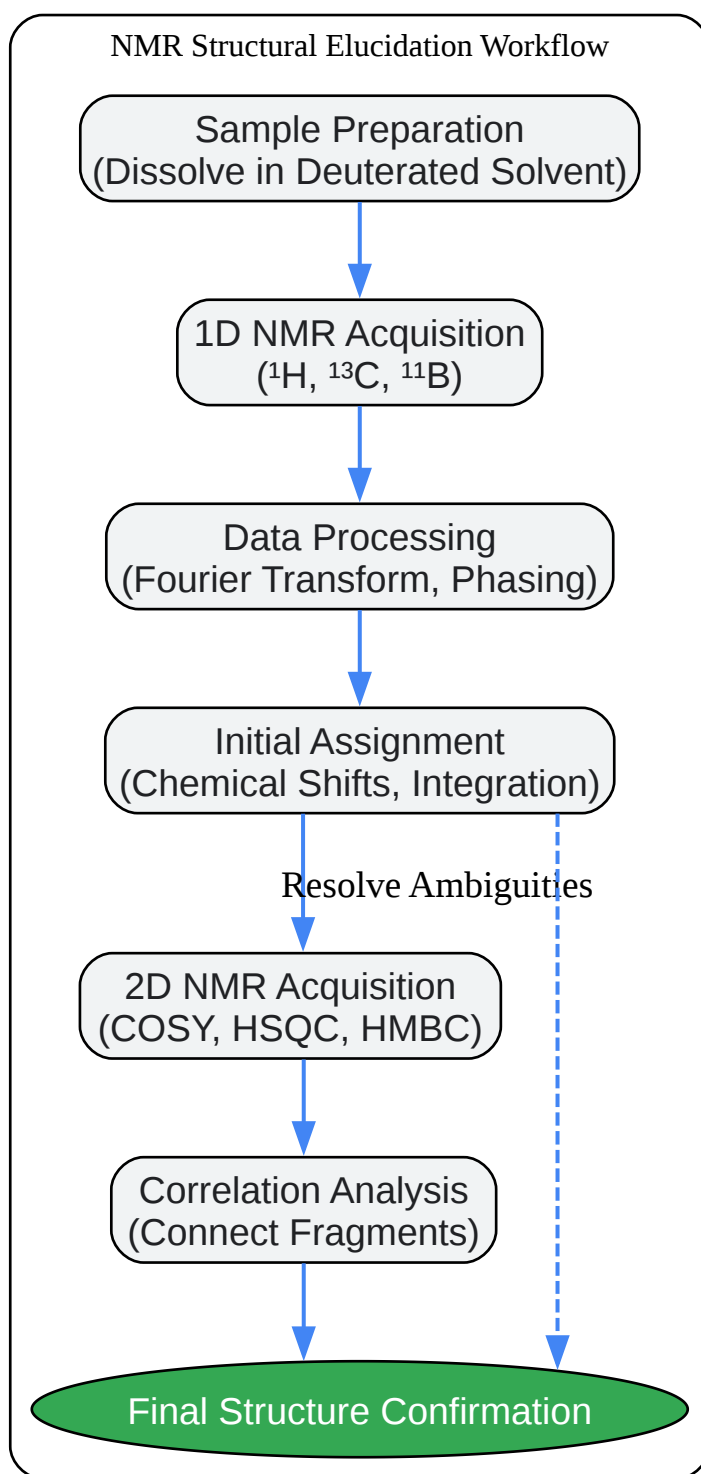 NMR Structural Elucidation Workflow
Sample Preparation
(Dissolve in Deuterated Solvent)
1D NMR Acquisition
(¹H, ¹³C, ¹¹B)
Data Processing
(Fourier Transform, Phasing)
Initial Assignment
(Chemical Shifts, Integration)
Resolve Ambiguities
2D NMR Acquisition
(COSY, HSQC, HMBC)
Correlation Analysis
(Connect Fragments)
Final Structure Confirmation